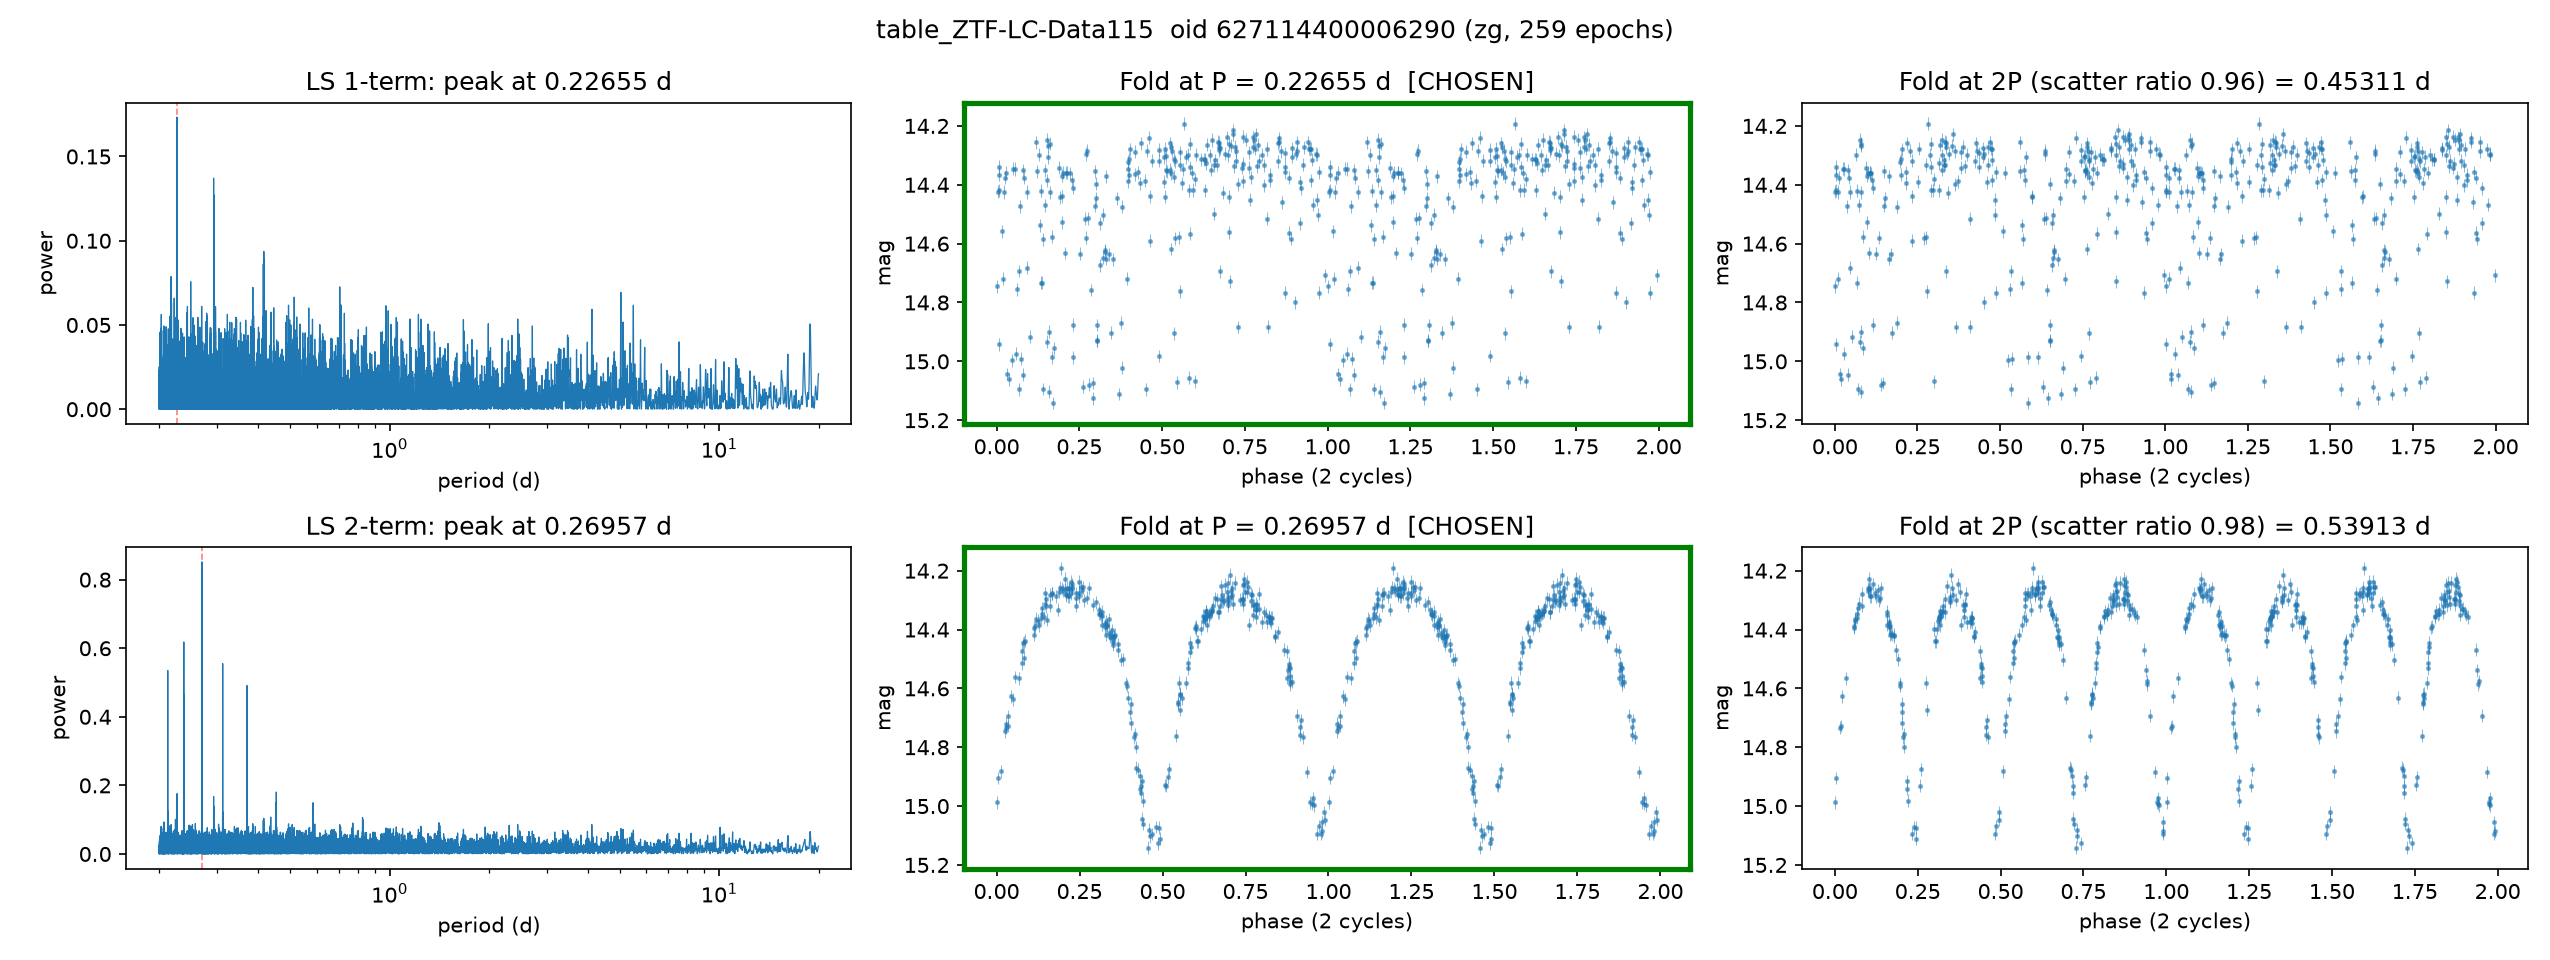 table_ZTF-LC-Data115  oid 627114400006290 (zg, 259 epochs)
LS 1-term: peak at 0.22655 d
power
0.15
0.10
0.05
0.00
10⁰
10¹
period (d)
Fold at P = 0.22655 d  [CHOSEN]
mag
14.2
14.4
14.6
14.8
15.0
15.2
0.00 0.25 0.50 0.75 1.00 1.25 1.50 1.75 2.00
phase (2 cycles)
Fold at 2P (scatter ratio 0.96) = 0.45311 d
mag
14.2
14.4
14.6
14.8
15.0
15.2
0.00 0.25 0.50 0.75 1.00 1.25 1.50 1.75 2.00
phase (2 cycles)
LS 2-term: peak at 0.26957 d
power
0.8
0.6
0.4
0.2
0.0
10⁰
10¹
period (d)
Fold at P = 0.26957 d  [CHOSEN]
mag
14.2
14.4
14.6
14.8
15.0
15.2
0.00 0.25 0.50 0.75 1.00 1.25 1.50 1.75 2.00
phase (2 cycles)
Fold at 2P (scatter ratio 0.98) = 0.53913 d
mag
14.2
14.4
14.6
14.8
15.0
15.2
0.00 0.25 0.50 0.75 1.00 1.25 1.50 1.75 2.00
phase (2 cycles)